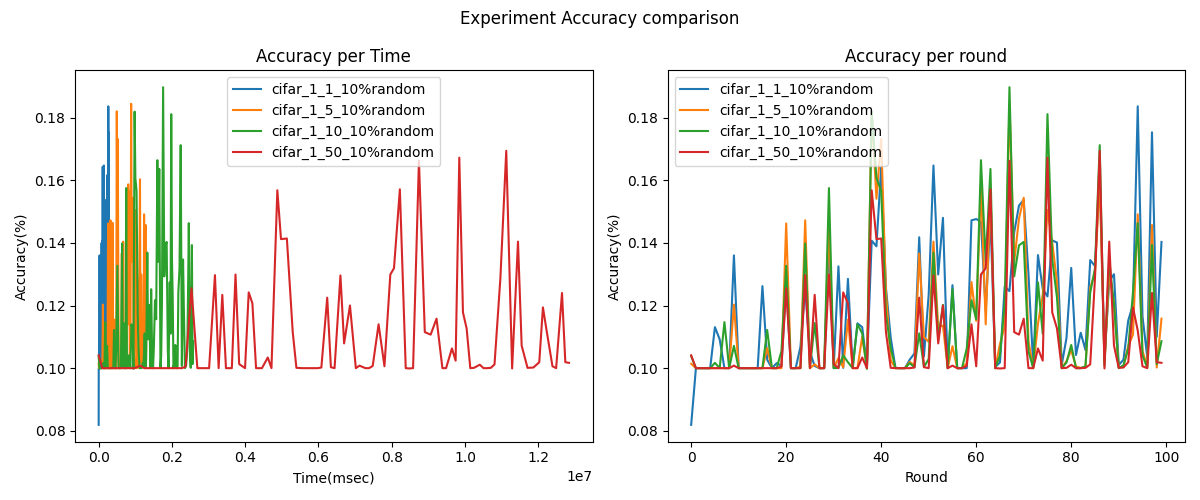 Experiment Accuracy comparison
Accuracy per Time
cifar_1_1_10%random
cifar_1_5_10%random
cifar_1_10_10%random
cifar_1_50_10%random
Accuracy(%)
0.18
0.16
0.14
0.12
0.10
0.08
0.0
0.2
0.4
0.6
0.8
1.0
1.2
1e7
Time(msec)
Accuracy per round
cifar_1_1_10%random
cifar_1_5_10%random
cifar_1_10_10%random
cifar_1_50_10%random
Accuracy(%)
0.18
0.16
0.14
0.12
0.10
0.08
0
20
40
60
80
100
Round